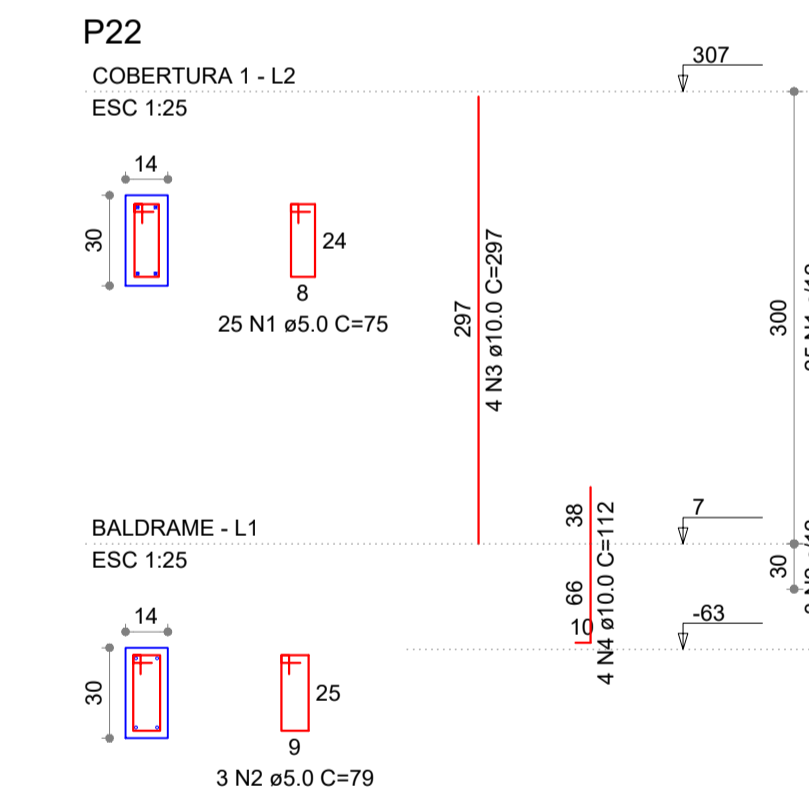 P22
COBERTURA 1 - L2
ESC 1:25
307
14
30
24
8
25 N1 ø5.0 C=75
297
4 N3 ø10.0 C=297
300
BALDRAME - L1
ESC 1:25
38
66
10
4 N4 ø10.0 C=112
7
30
-63
14
30
25
9
3 N2 ø5.0 C=79